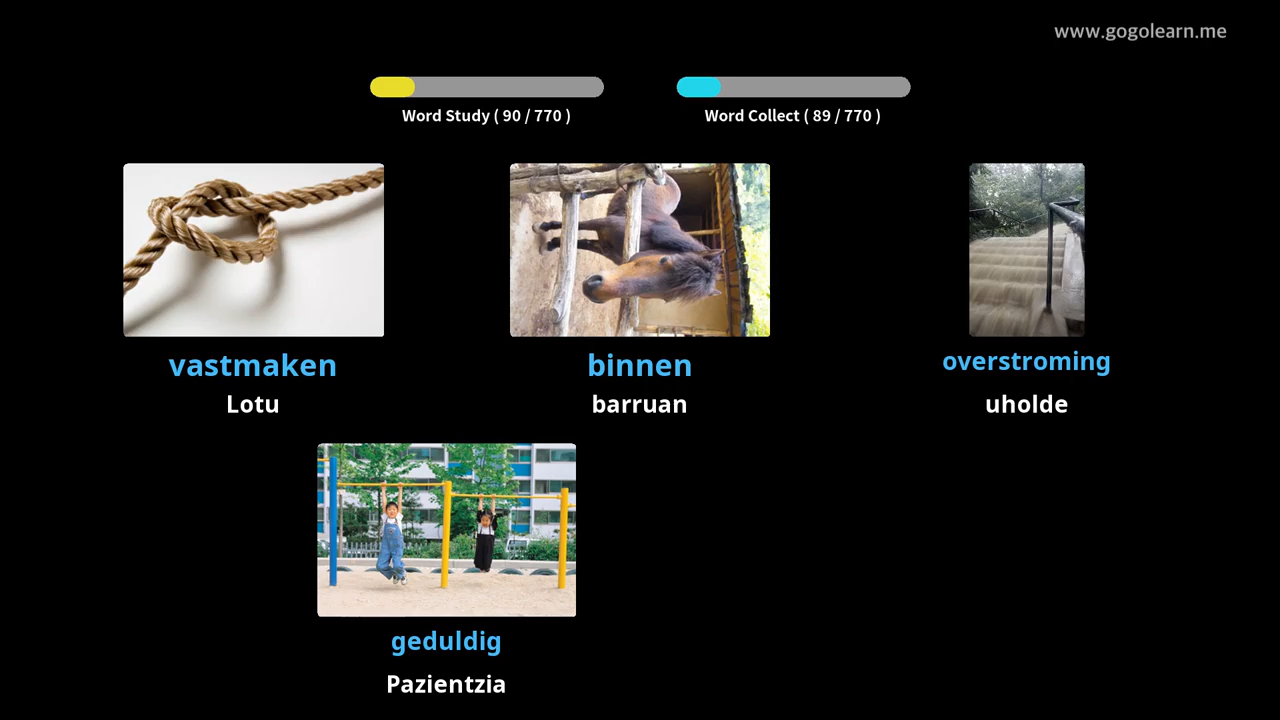 www.gogolearn.me
Word Study ( 90 / 770 )
Word Collect ( 89 / 770 )
vastmaken
Lotu
binnen
barruan
overstroming
uholde
geduldig
Pazientzia